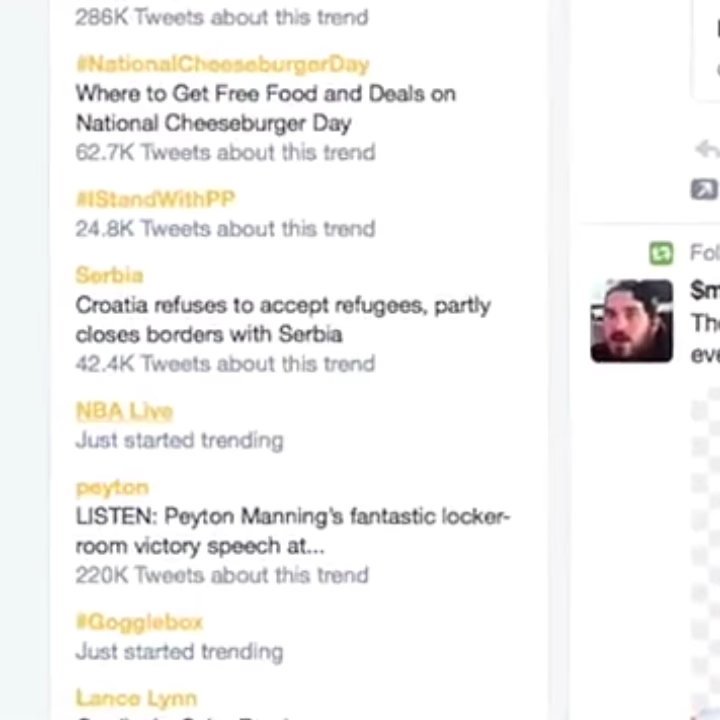 286K Tweets about this trend
#NationalCheeseburgerDay
Where to Get Free Food and Deals on
National Cheeseburger Day
62.7K Tweets about this trend
#IStandWithPP
24.8K Tweets about this trend
Serbia
Croatia refuses to accept refugees, partly
closes borders with Serbia
42.4K Tweets about this trend
NBA Live
Just started trending
peyton
LISTEN: Peyton Manning's fantastic locker-
room victory speech at...
220K Tweets about this trend
#Gogglebox
Just started trending
Lance Lynn
Fol
$m
The
eve